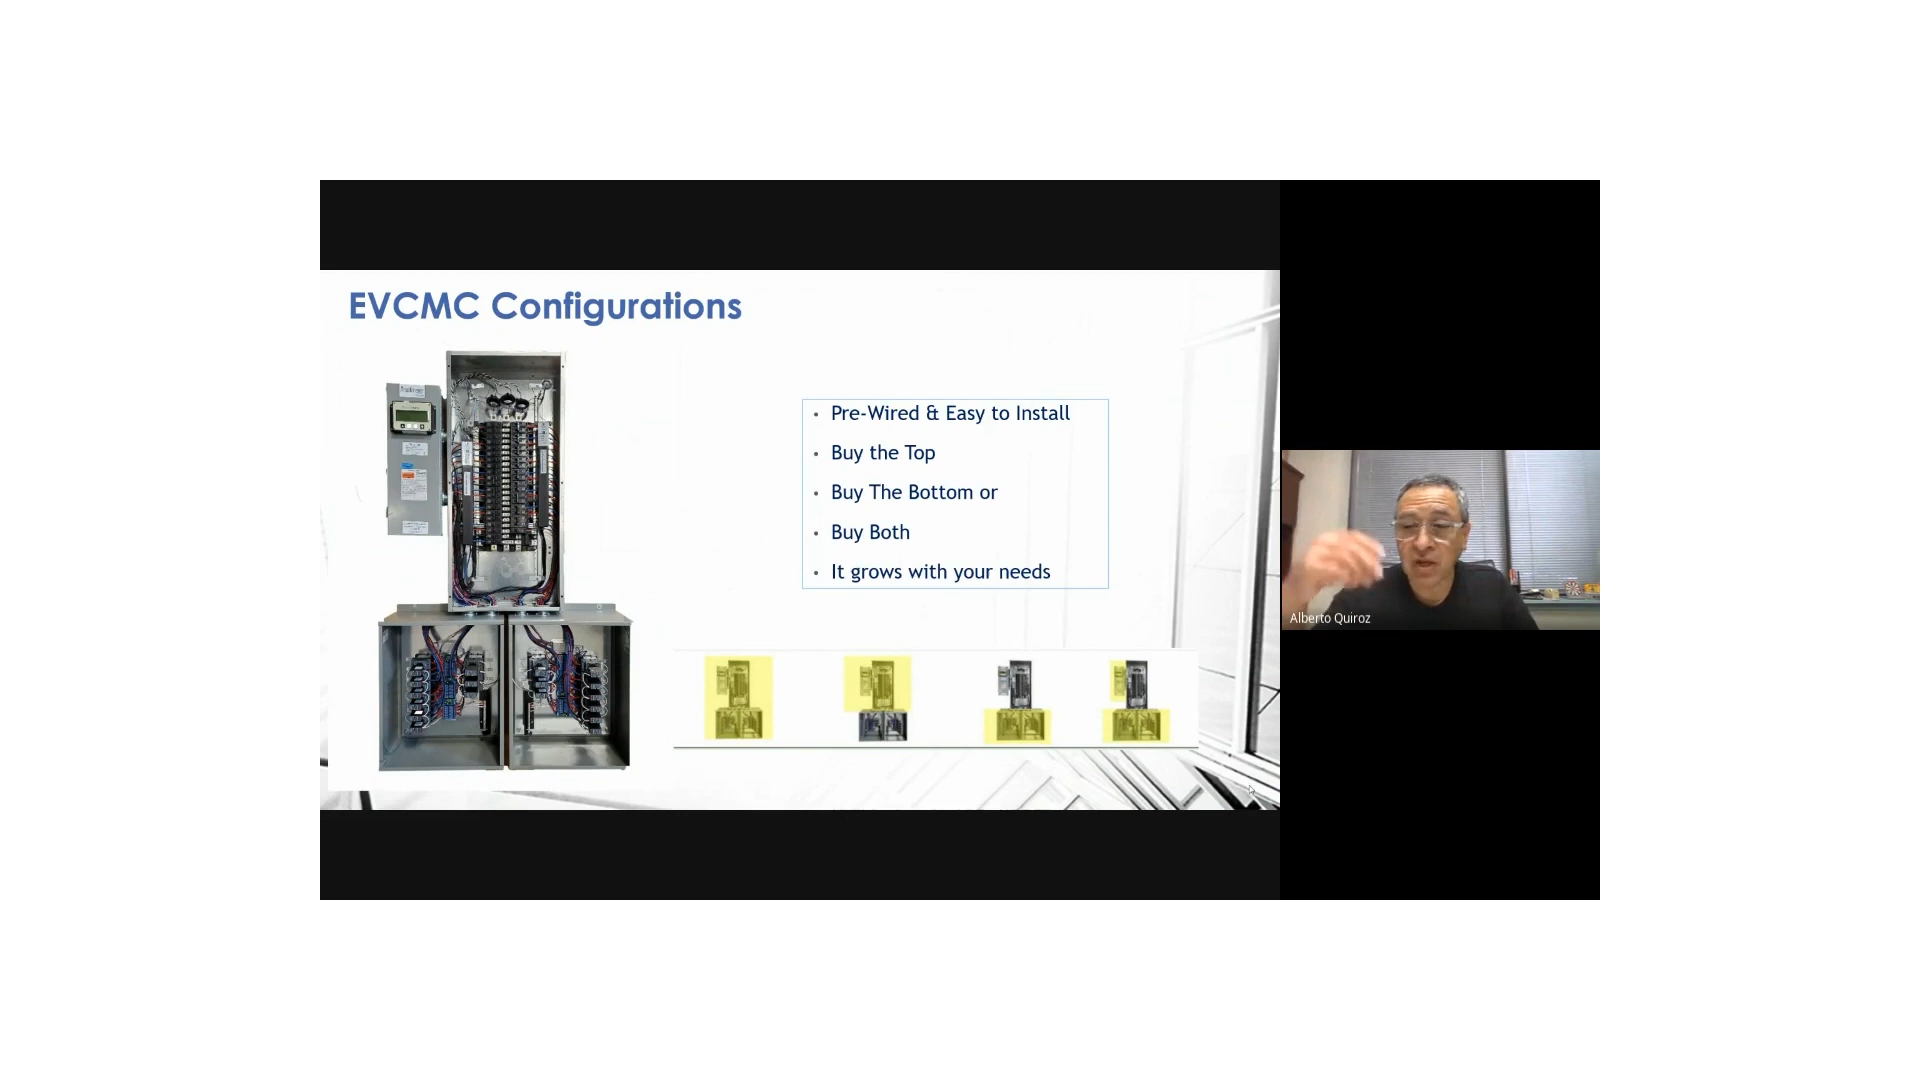 EVCMC Configurations
• Pre-Wired & Easy to Install
• Buy the Top
• Buy The Bottom or
• Buy Both
• It grows with your needs
Alberto Quiroz